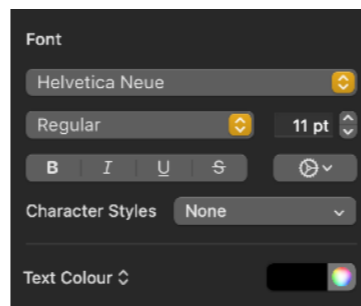 Font
Helvetica Neue
Regular 11 pt
B I U S
Character Styles None
Text Colour